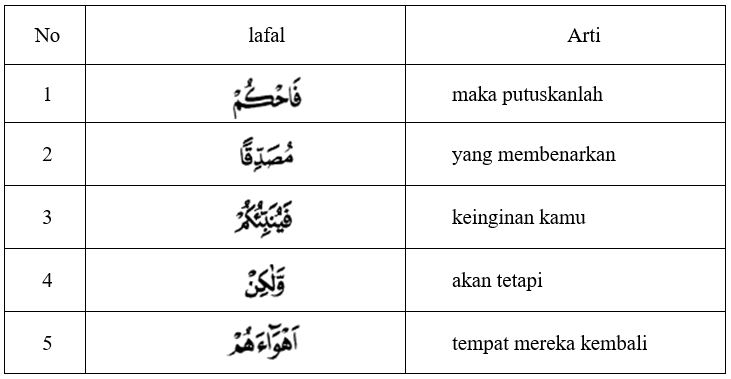 No lafal Arti
1 فَاحْكُمْ maka putuskanlah
2 مُصَدِّقًا yang membenarkan
3 فَيُنَبِّئُكُمْ keinginan kamu
4 وَّلٰكِنْ akan tetapi
5 اَهْوَاۤءَهُمْ tempat mereka kembali